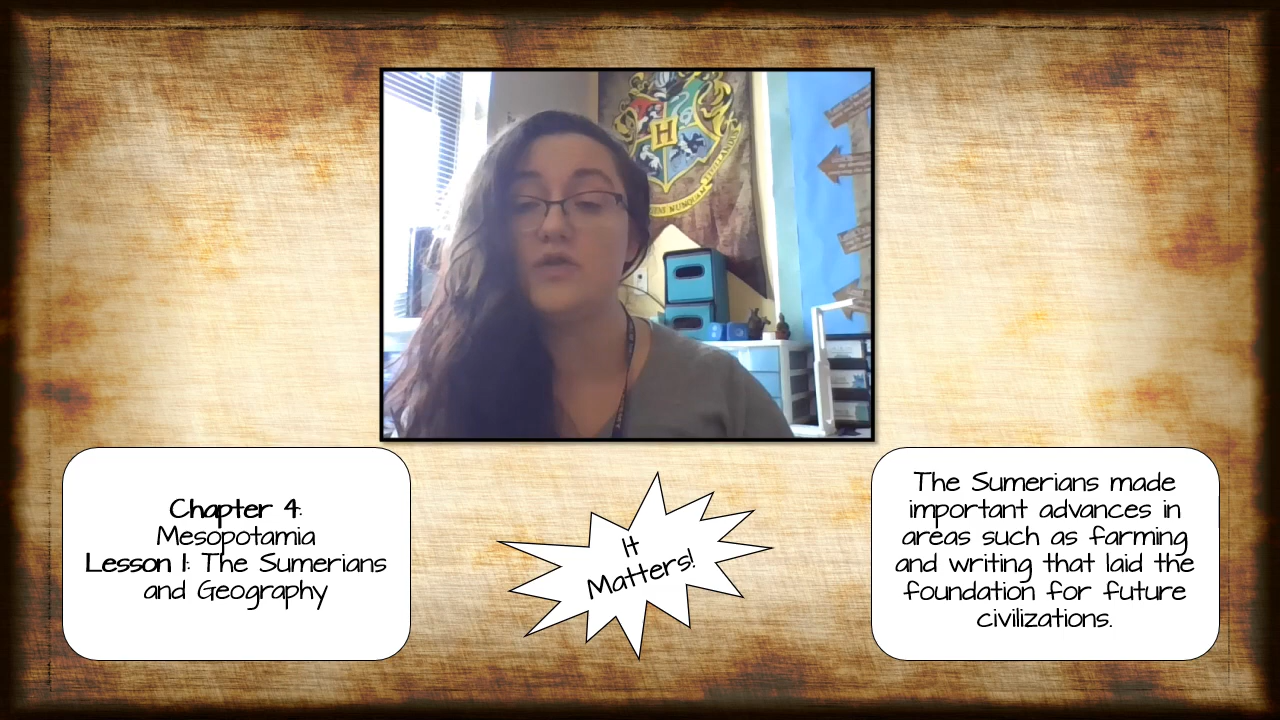 H
NUNQUAM
Chapter 4:
Mesopotamia
Lesson 1: The Sumerians
and Geography
It
Matters!
The Sumerians made
important advances in
areas such as farming
and writing that laid the
foundation for future
civilizations.